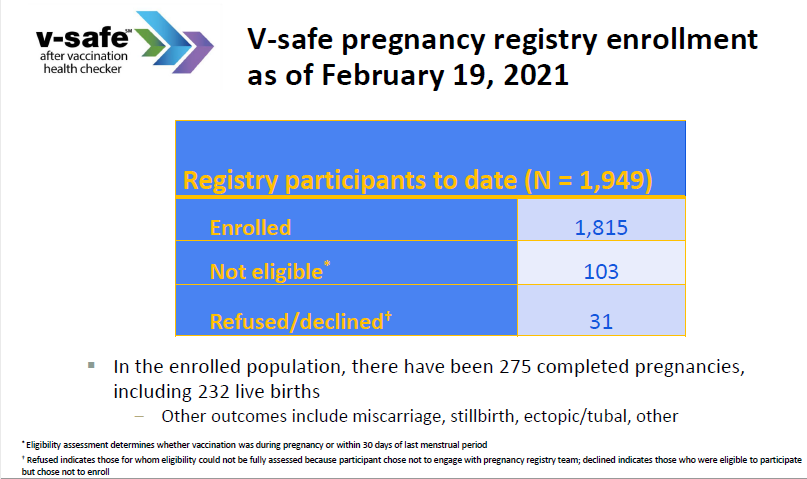 v-safe℠
after vaccination
health checker
V-safe pregnancy registry enrollment
as of February 19, 2021
Registry participants to date (N = 1,949)
Enrolled 1,815
Not eligible* 103
Refused/declined† 31
▪ In the enrolled population, there have been 275 completed pregnancies,
including 232 live births
– Other outcomes include miscarriage, stillbirth, ectopic/tubal, other
* Eligibility assessment determines whether vaccination was during pregnancy or within 30 days of last menstrual period
† Refused indicates those for whom eligibility could not be fully assessed because participant chose not to engage with pregnancy registry team; declined indicates those who were eligible to participate
but chose not to enroll